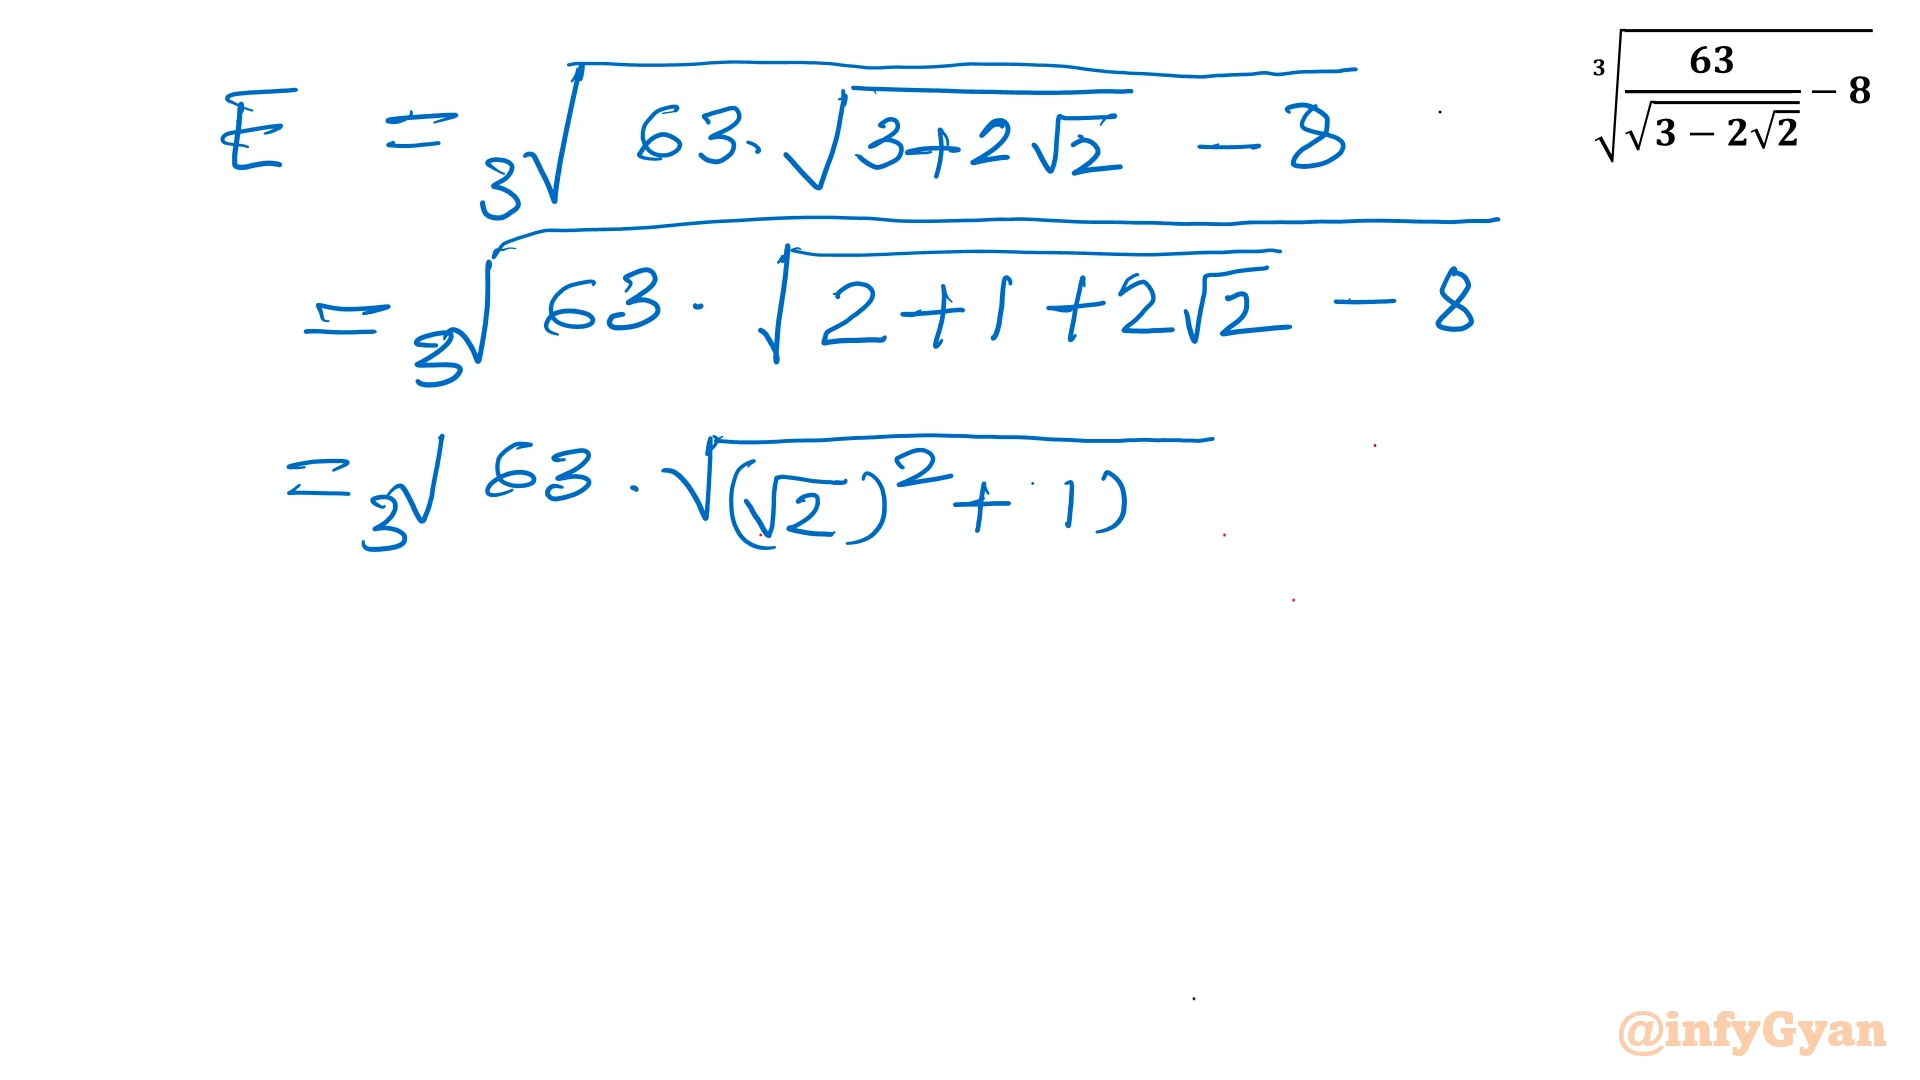 ∛(63/√(3 − 2√2) − 8)
E = ∛(63 · √(3 + 2√2) − 8)
= ∛(63 · √(2 + 1 + 2√2) − 8)
= ∛ 63 · √((√2)² + 1)
@infyGyan